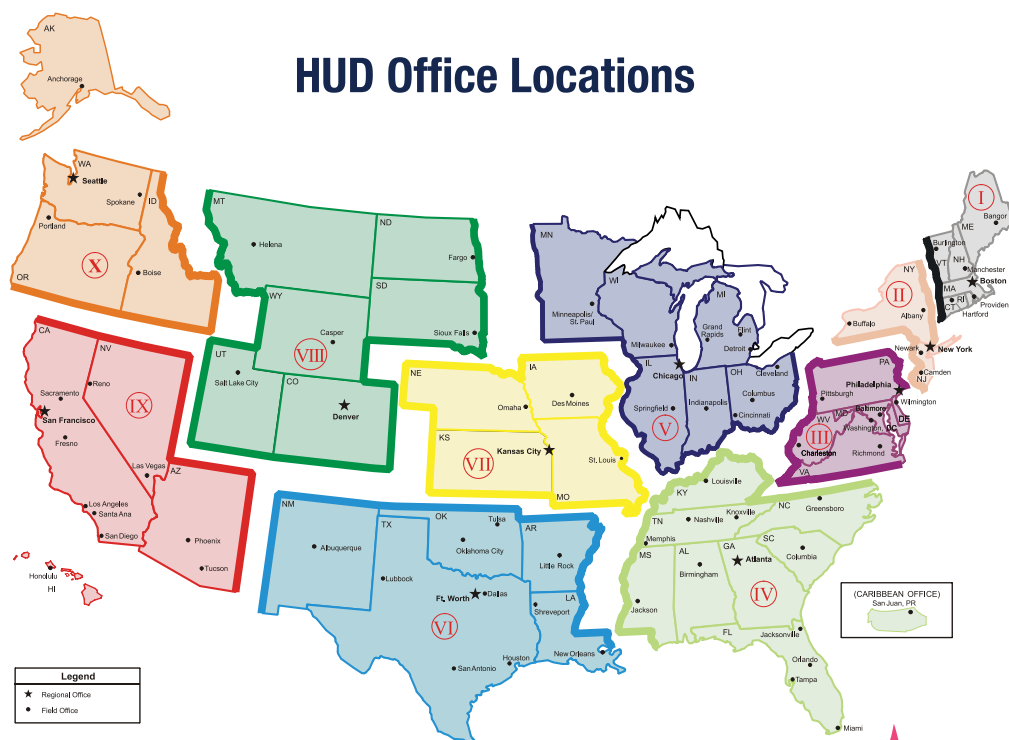 HUD Office Locations
AK
Anchorage
WA
Seattle
Spokane
ID
Portland
X
Boise
OR
MT
ND
Helena
Fargo
SD
WY
Casper
Sioux Falls
VIII
UT
Salt Lake City
CO
Denver
CA
NV
Reno
Sacramento
IX
San Francisco
Fresno
Las Vegas
AZ
Los Angeles
Santa Ana
San Diego
Phoenix
Tucson
Honolulu
HI
NE
IA
Omaha
Des Moines
KS
Kansas City
VII
St. Louis
MO
MN
WI
MI
Minneapolis/
St. Paul
Grand
Rapids
Flint
Milwaukee
Detroit
IL
Chicago
IN
OH
Cleveland
Springfield
Indianapolis
Columbus
Cincinnati
V
I
Bangor
ME
Burlington
VT
NH
Manchester
MA
Boston
RI
CT
Providen
Hartford
NY
II
Albany
Buffalo
Newark
New York
NJ
Camden
PA
Philadelphia
Pittsburgh
Wilmington
WV
MD
Baltimore
DE
Washington,
DC
III
Charleston
Richmond
VA
NM
TX
OK
Tulsa
AR
Albuquerque
Oklahoma City
Little Rock
Lubbock
Ft. Worth
Dallas
LA
Shreveport
VI
San Antonio
Houston
New Orleans
KY
Louisville
TN
Nashville
Knoxville
NC
Greensboro
Memphis
MS
AL
GA
SC
Atlanta
Columbia
Birmingham
Jackson
IV
FL
Jacksonville
Orlando
Tampa
Miami
(CARIBBEAN OFFICE)
San Juan, PR
Legend
Regional Office
Field Office